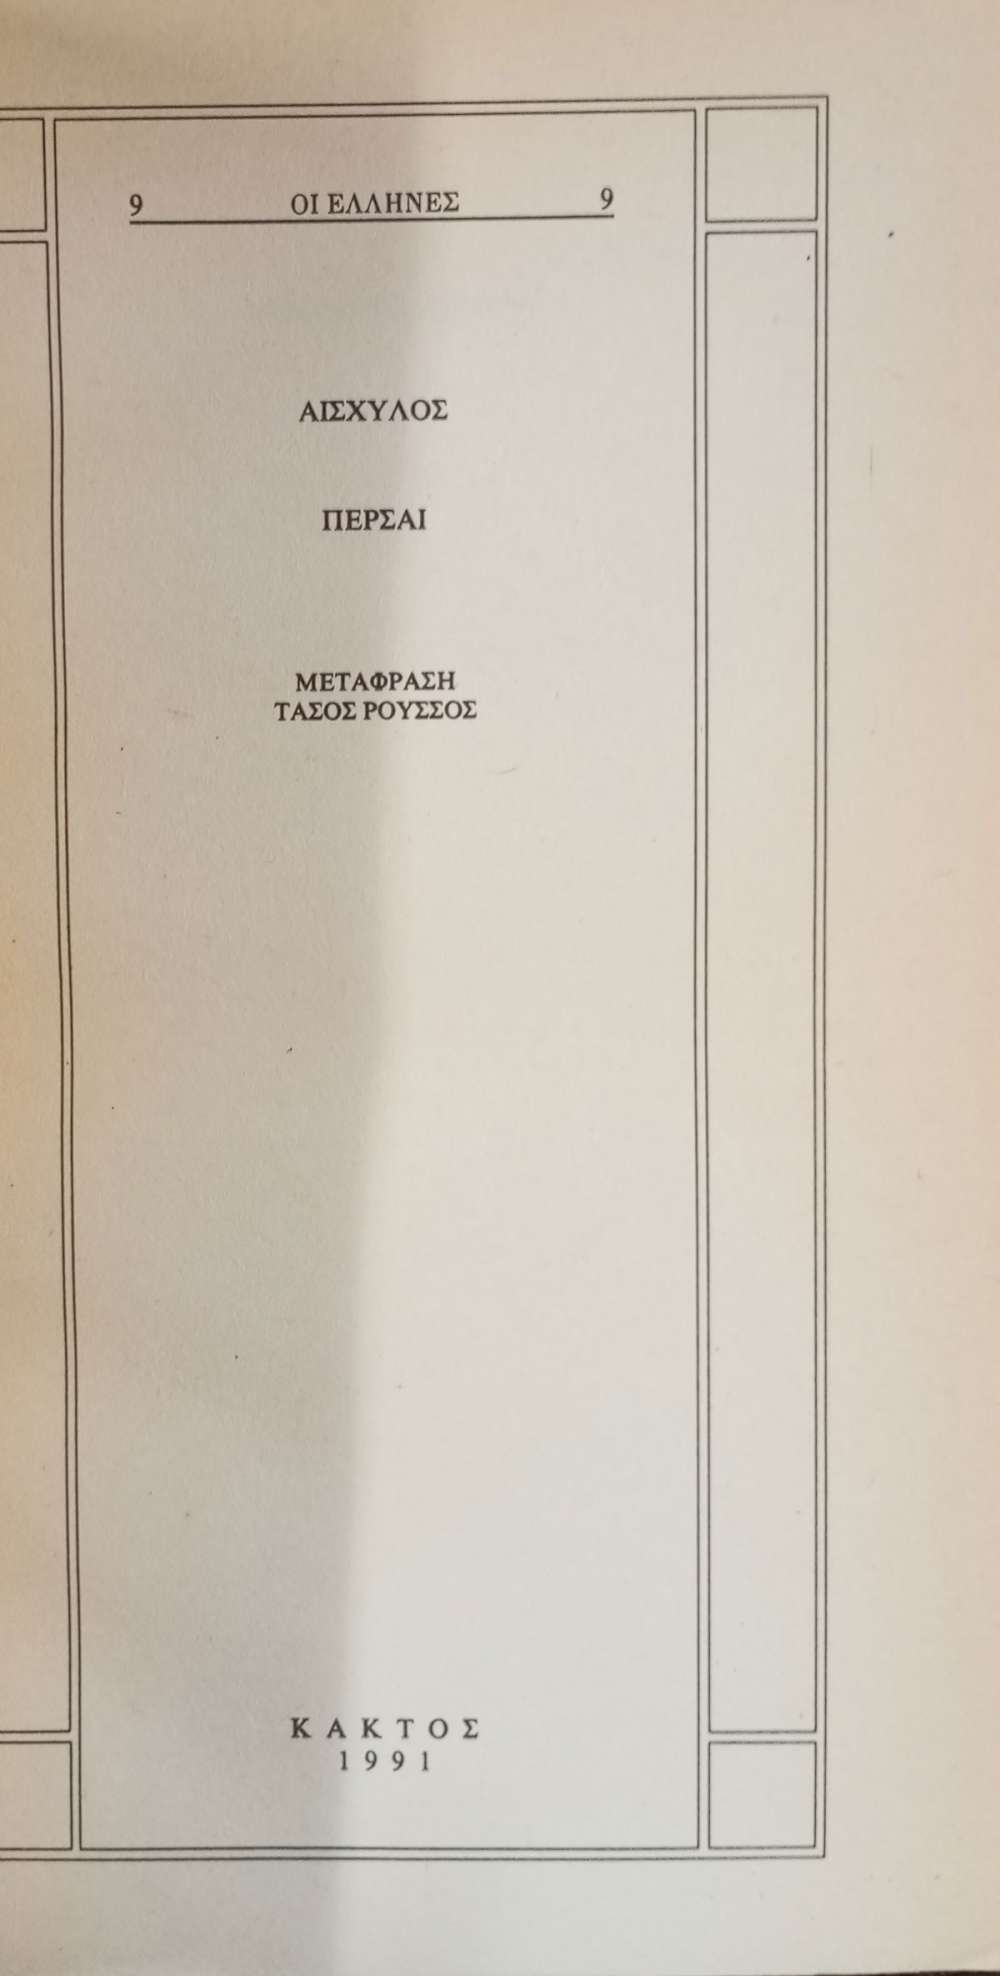 9 ΟΙ ΕΛΛΗΝΕΣ 9
ΑΙΣΧΥΛΟΣ
ΠΕΡΣΑΙ
ΜΕΤΑΦΡΑΣΗ
ΤΑΣΟΣ ΡΟΥΣΣΟΣ
ΚΑΚΤΟΣ
1991